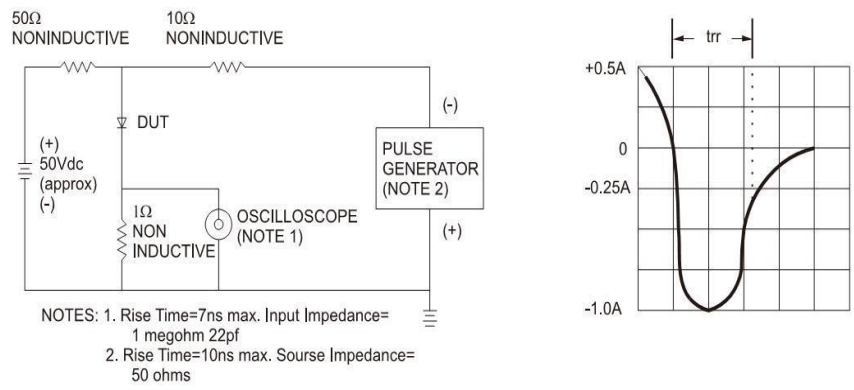 50Ω
NONINDUCTIVE
10Ω
NONINDUCTIVE
DUT
(+)
50Vdc
(approx)
(-)
1Ω
NON
INDUCTIVE
OSCILLOSCOPE
(NOTE 1)
(-)
PULSE
GENERATOR
(NOTE 2)
(+)
NOTES: 1. Rise Time=7ns max. Input Impedance=
1 megohm 22pf
2. Rise Time=10ns max. Sourse Impedance=
50 ohms
trr
+0.5A
0
-0.25A
-1.0A